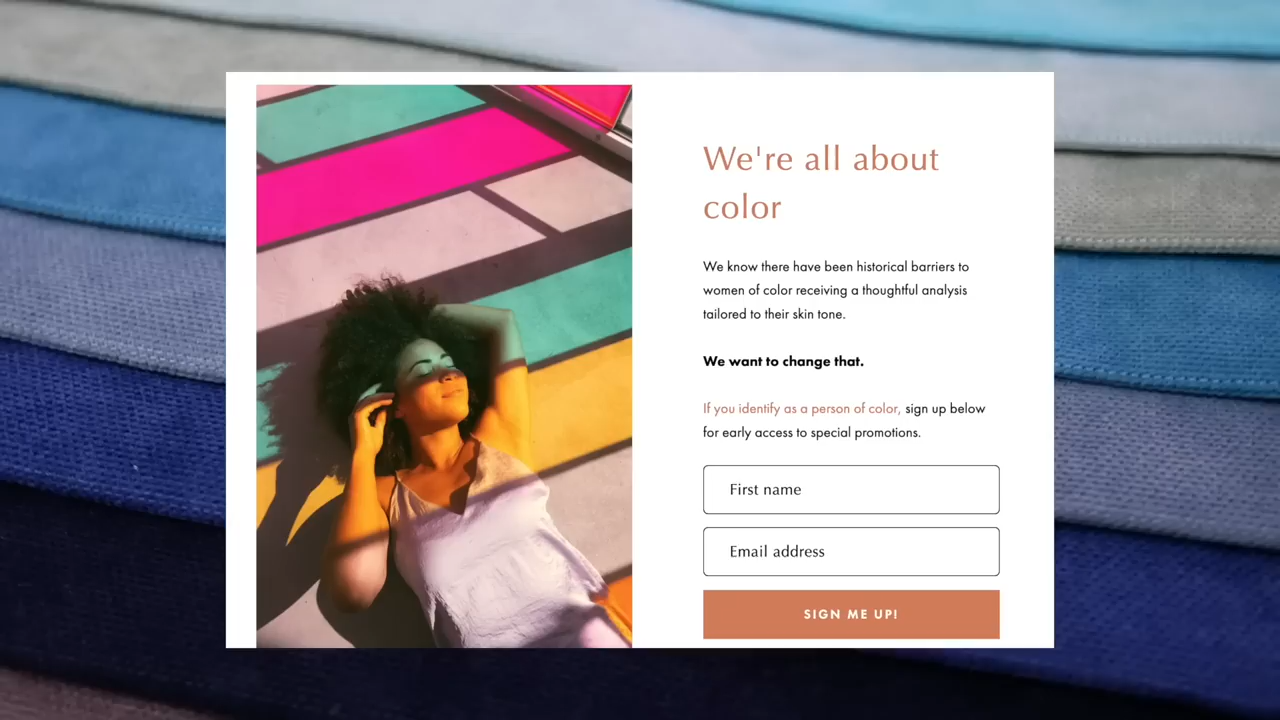 We're all about
color
We know there have been historical barriers to
women of color receiving a thoughtful analysis
tailored to their skin tone.
We want to change that.
If you identify as a person of color, sign up below
for early access to special promotions.
First name
Email address
SIGN ME UP!